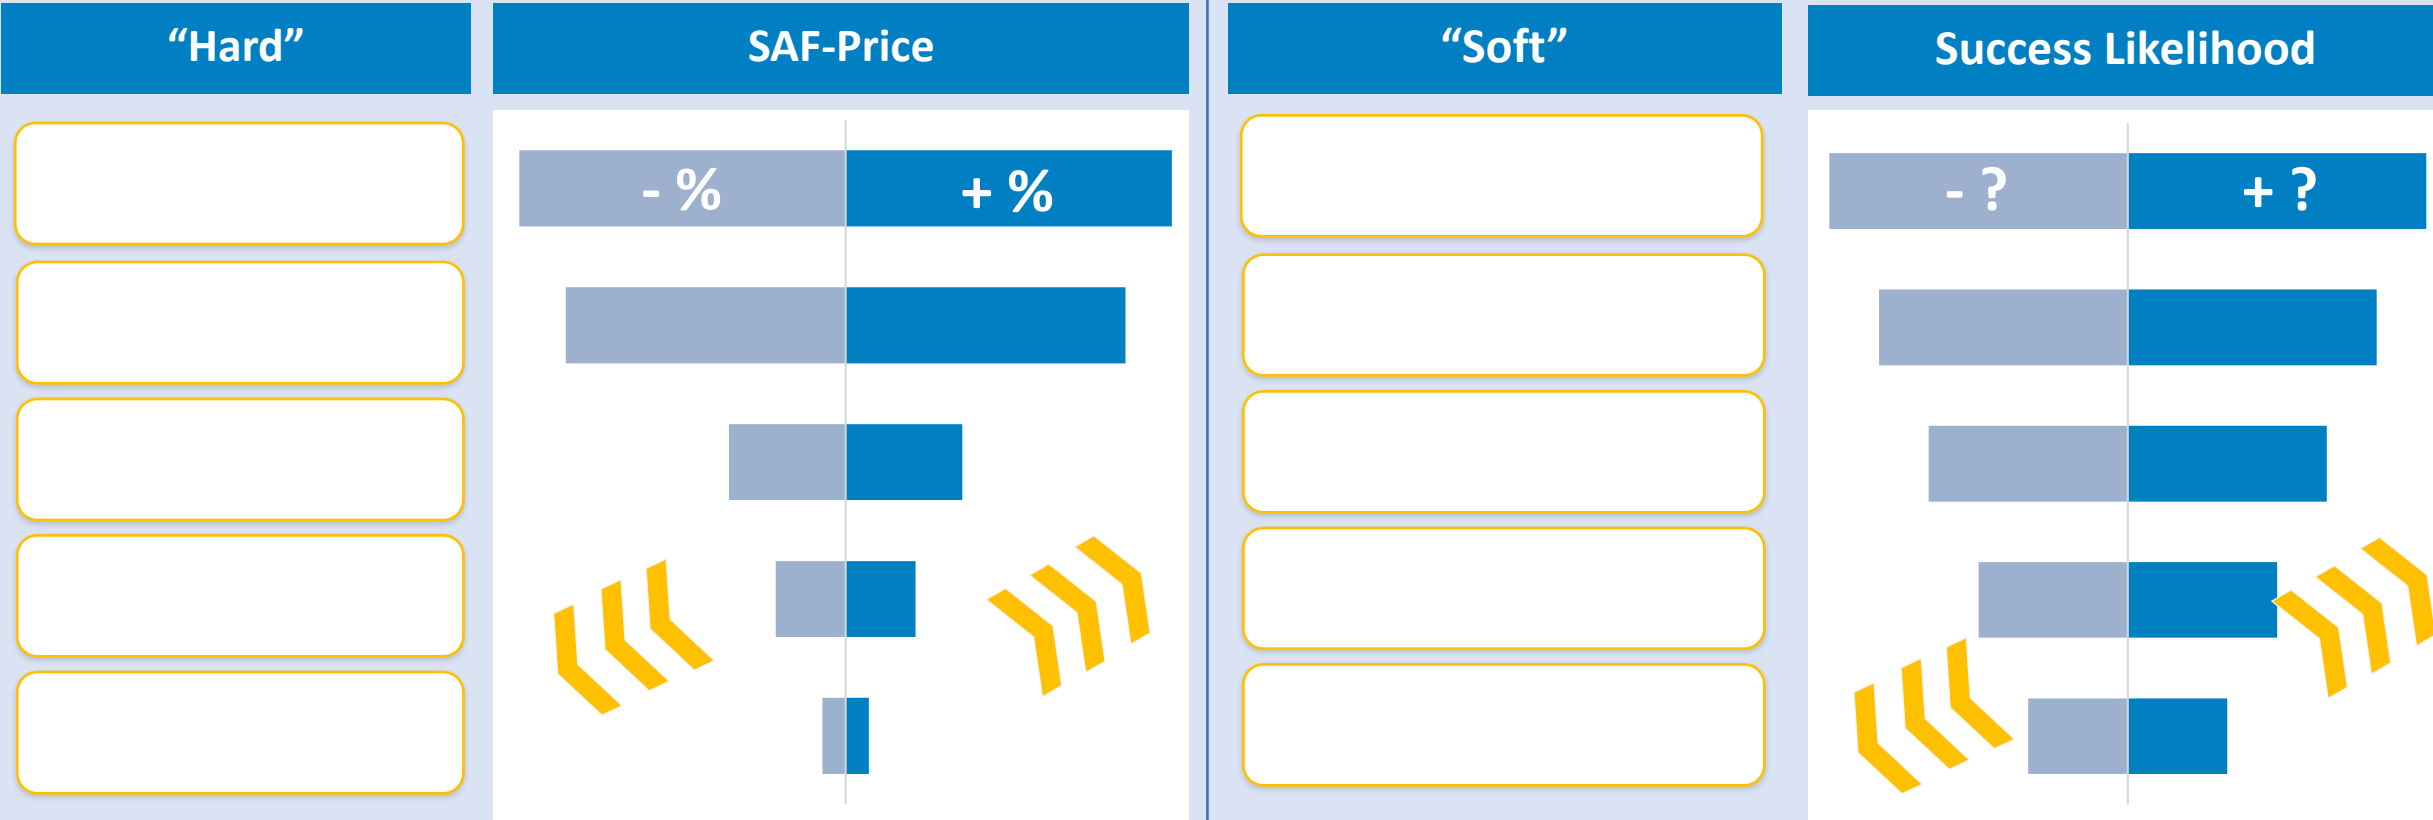 “Hard”
SAF-Price
“Soft”
Success Likelihood
- %
+ %
- ?
+ ?